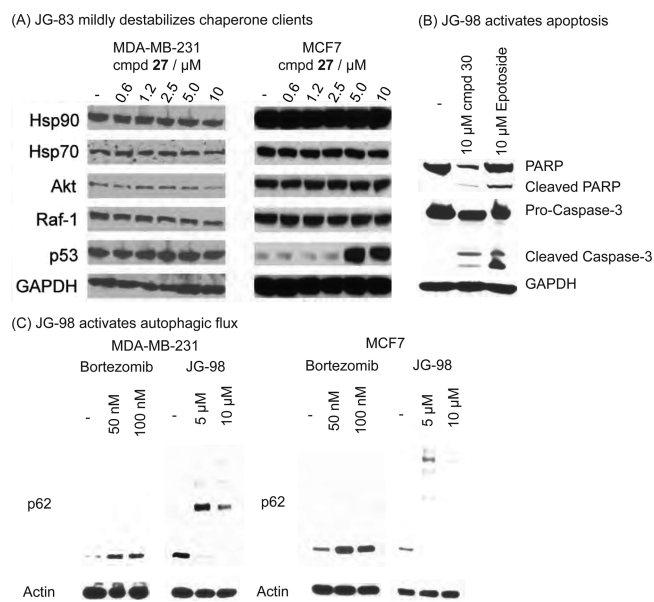 (A) JG-83 mildly destabilizes chaperone clients
MDA-MB-231
cmpd 27 / μM
- 0.6 1.2 2.5 5.0 10
MCF7
cmpd 27 / μM
- 0.6 1.2 2.5 5.0 10
Hsp90
Hsp70
Akt
Raf-1
p53
GAPDH
(B) JG-98 activates apoptosis
-
10 μM cmpd 30
10 μM Epotoside
PARP
Cleaved PARP
Pro-Caspase-3
Cleaved Caspase-3
GAPDH
(C) JG-98 activates autophagic flux
MDA-MB-231
Bortezomib JG-98
- 50 nM 100 nM - 5 μM 10 μM
p62
Actin
MCF7
Bortezomib JG-98
- 50 nM 100 nM - 5 μM 10 μM
p62
Actin